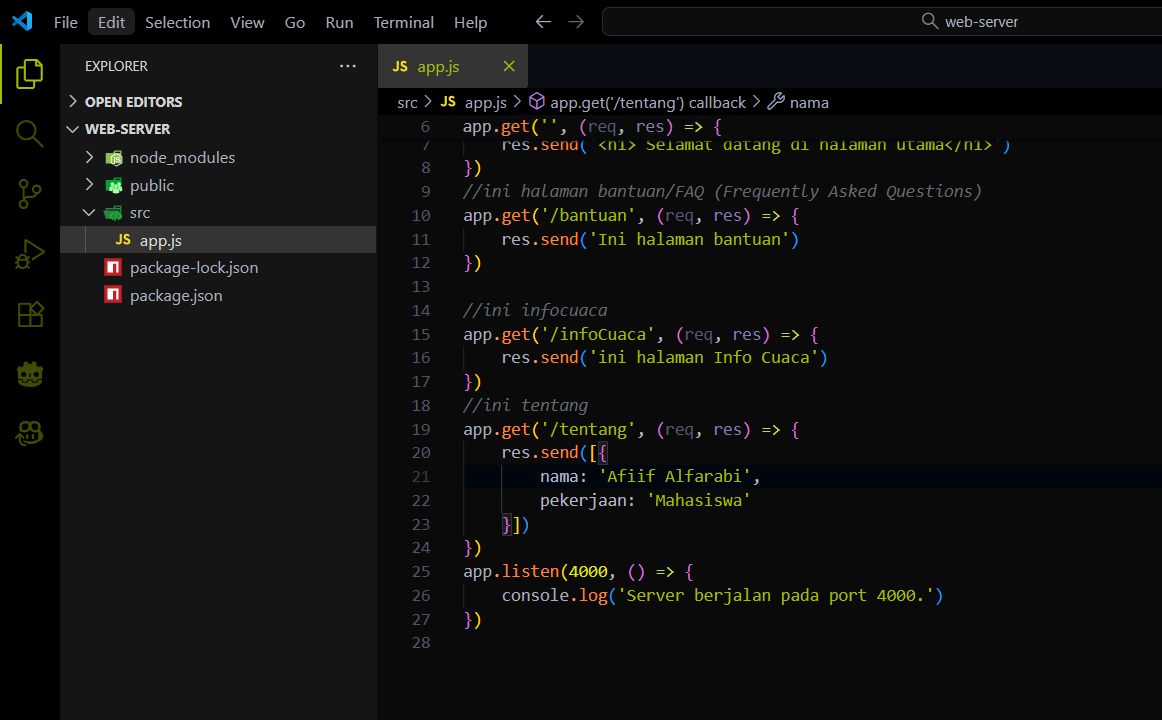 File Edit Selection View Go Run Terminal Help
web-server
EXPLORER
OPEN EDITORS
WEB-SERVER
node_modules
public
src
JS app.js
package-lock.json
package.json
JS app.js
src > JS app.js > app.get('/tentang') callback > nama
6 app.get('', (req, res) => {
7 res.send('<h1> Selamat datang di halaman utama</h1>')
8 })
9 //ini halaman bantuan/FAQ (Frequently Asked Questions)
10 app.get('/bantuan', (req, res) => {
11 res.send('Ini halaman bantuan')
12 })
13
14 //ini infocuaca
15 app.get('/infoCuaca', (req, res) => {
16 res.send('ini halaman Info Cuaca')
17 })
18 //ini tentang
19 app.get('/tentang', (req, res) => {
20 res.send([{
21 nama: 'Afiif Alfarabi',
22 pekerjaan: 'Mahasiswa'
23 }])
24 })
25 app.listen(4000, () => {
26 console.log('Server berjalan pada port 4000.')
27 })
28